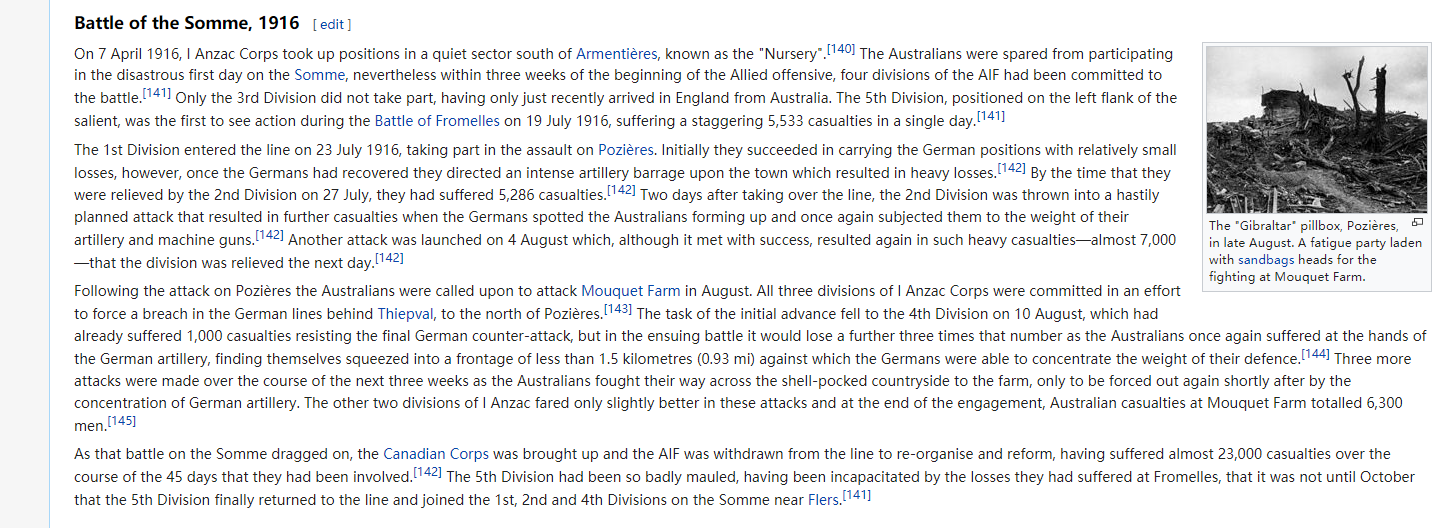 Battle of the Somme, 1916 [ edit ]
On 7 April 1916, I Anzac Corps took up positions in a quiet sector south of Armentières, known as the "Nursery".[140] The Australians were spared from participating
in the disastrous first day on the Somme, nevertheless within three weeks of the beginning of the Allied offensive, four divisions of the AIF had been committed to
the battle.[141] Only the 3rd Division did not take part, having only just recently arrived in England from Australia. The 5th Division, positioned on the left flank of the
salient, was the first to see action during the Battle of Fromelles on 19 July 1916, suffering a staggering 5,533 casualties in a single day.[141]
The 1st Division entered the line on 23 July 1916, taking part in the assault on Pozières. Initially they succeeded in carrying the German positions with relatively small
losses, however, once the Germans had recovered they directed an intense artillery barrage upon the town which resulted in heavy losses.[142] By the time that they
were relieved by the 2nd Division on 27 July, they had suffered 5,286 casualties.[142] Two days after taking over the line, the 2nd Division was thrown into a hastily
planned attack that resulted in further casualties when the Germans spotted the Australians forming up and once again subjected them to the weight of their
artillery and machine guns.[142] Another attack was launched on 4 August which, although it met with success, resulted again in such heavy casualties—almost 7,000
—that the division was relieved the next day.[142]
The "Gibraltar" pillbox, Pozières,
in late August. A fatigue party laden
with sandbags heads for the
fighting at Mouquet Farm.
Following the attack on Pozières the Australians were called upon to attack Mouquet Farm in August. All three divisions of I Anzac Corps were committed in an effort
to force a breach in the German lines behind Thiepval, to the north of Pozières.[143] The task of the initial advance fell to the 4th Division on 10 August, which had
already suffered 1,000 casualties resisting the final German counter-attack, but in the ensuing battle it would lose a further three times that number as the Australians once again suffered at the hands of
the German artillery, finding themselves squeezed into a frontage of less than 1.5 kilometres (0.93 mi) against which the Germans were able to concentrate the weight of their defence.[144] Three more
attacks were made over the course of the next three weeks as the Australians fought their way across the shell-pocked countryside to the farm, only to be forced out again shortly after by the
concentration of German artillery. The other two divisions of I Anzac fared only slightly better in these attacks and at the end of the engagement, Australian casualties at Mouquet Farm totalled 6,300
men.[145]
As that battle on the Somme dragged on, the Canadian Corps was brought up and the AIF was withdrawn from the line to re-organise and reform, having suffered almost 23,000 casualties over the
course of the 45 days that they had been involved.[142] The 5th Division had been so badly mauled, having been incapacitated by the losses they had suffered at Fromelles, that it was not until October
that the 5th Division finally returned to the line and joined the 1st, 2nd and 4th Divisions on the Somme near Flers.[141]